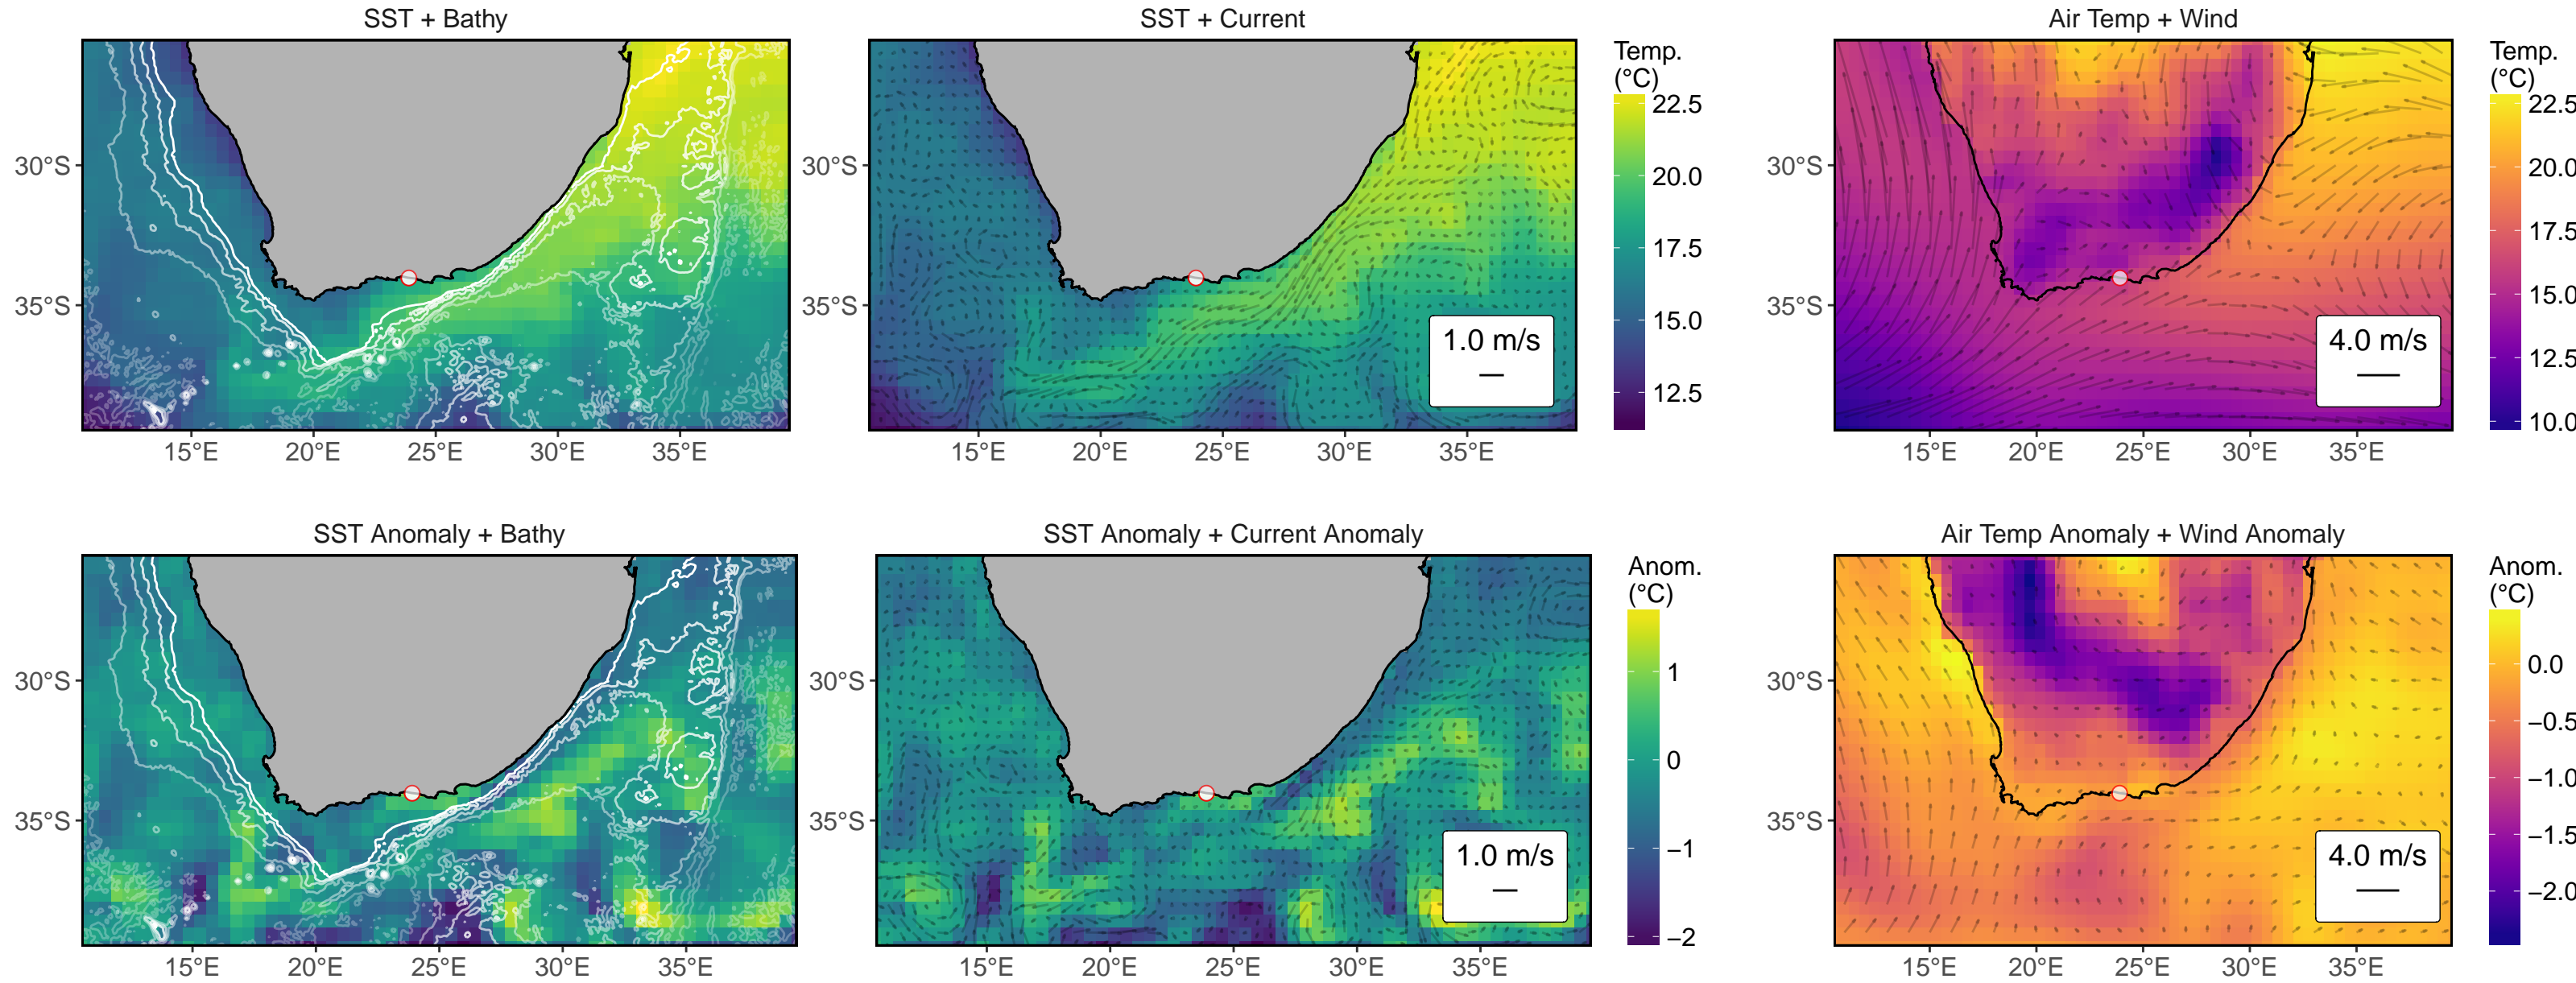 SST + Bathy
SST + Current
Air Temp + Wind
30°S
35°S
15°E
20°E
25°E
30°E
35°E
30°S
35°S
1.0 m/s
15°E
20°E
25°E
30°E
35°E
Temp.
(°C)
22.5
20.0
17.5
15.0
12.5
30°S
35°S
4.0 m/s
15°E
20°E
25°E
30°E
35°E
Temp.
(°C)
22.5
20.0
17.5
15.0
12.5
10.0
SST Anomaly + Bathy
SST Anomaly + Current Anomaly
Air Temp Anomaly + Wind Anomaly
30°S
35°S
15°E
20°E
25°E
30°E
35°E
30°S
35°S
1.0 m/s
15°E
20°E
25°E
30°E
35°E
Anom.
(°C)
1
0
−1
−2
30°S
35°S
4.0 m/s
15°E
20°E
25°E
30°E
35°E
Anom.
(°C)
0.0
−0.5
−1.0
−1.5
−2.0